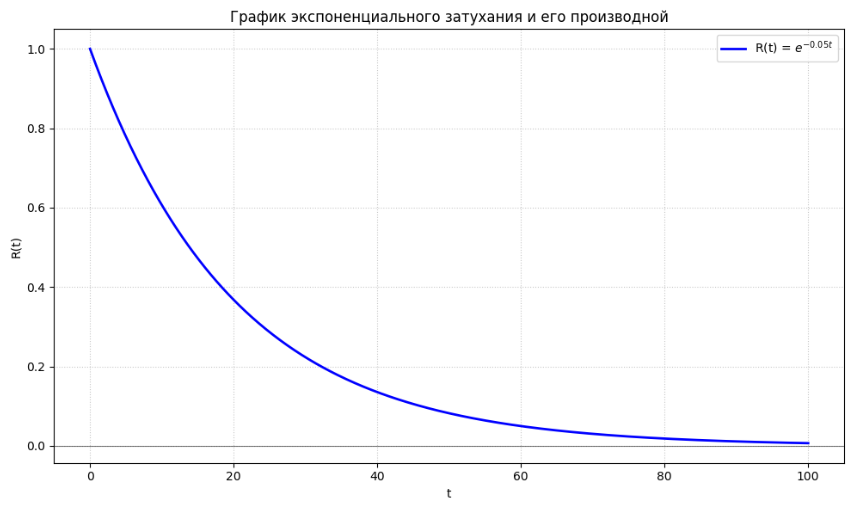 График экспоненциального затухания и его производной
R(t) = e^{-0.05t}
1.0
0.8
0.6
0.4
0.2
0.0
R(t)
0 20 40 60 80 100
t